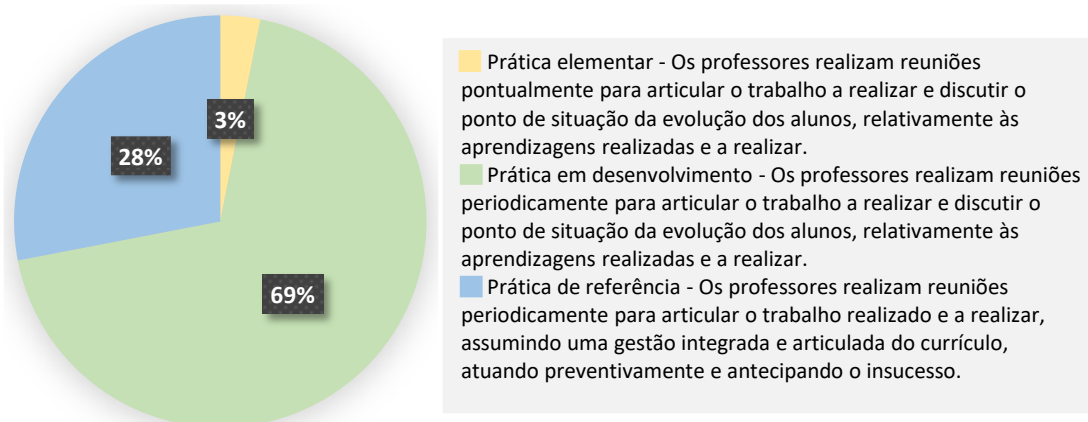 3%
28%
69%
Prática elementar - Os professores realizam reuniões
pontualmente para articular o trabalho a realizar e discutir o
ponto de situação da evolução dos alunos, relativamente às
aprendizagens realizadas e a realizar.
Prática em desenvolvimento - Os professores realizam reuniões
periodicamente para articular o trabalho a realizar e discutir o
ponto de situação da evolução dos alunos, relativamente às
aprendizagens realizadas e a realizar.
Prática de referência - Os professores realizam reuniões
periodicamente para articular o trabalho realizado e a realizar,
assumindo uma gestão integrada e articulada do currículo,
atuando preventivamente e antecipando o insucesso.